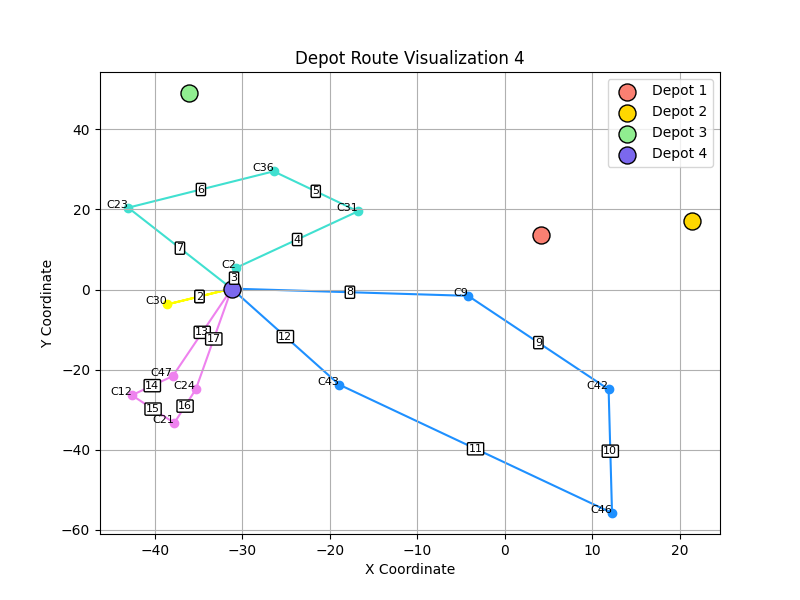 Depot Route Visualization 4
Depot 1
Depot 2
Depot 3
Depot 4
40
20
0
−20
−40
−60
Y Coordinate
C36
6
5
C23
C31
4
7
C2
3
C30
2
8
C9
13
17
12
9
C47
14
C12
C24
C43
C42
15
16
C21
11
10
C46
−40
−30
−20
−10
0
10
20
X Coordinate